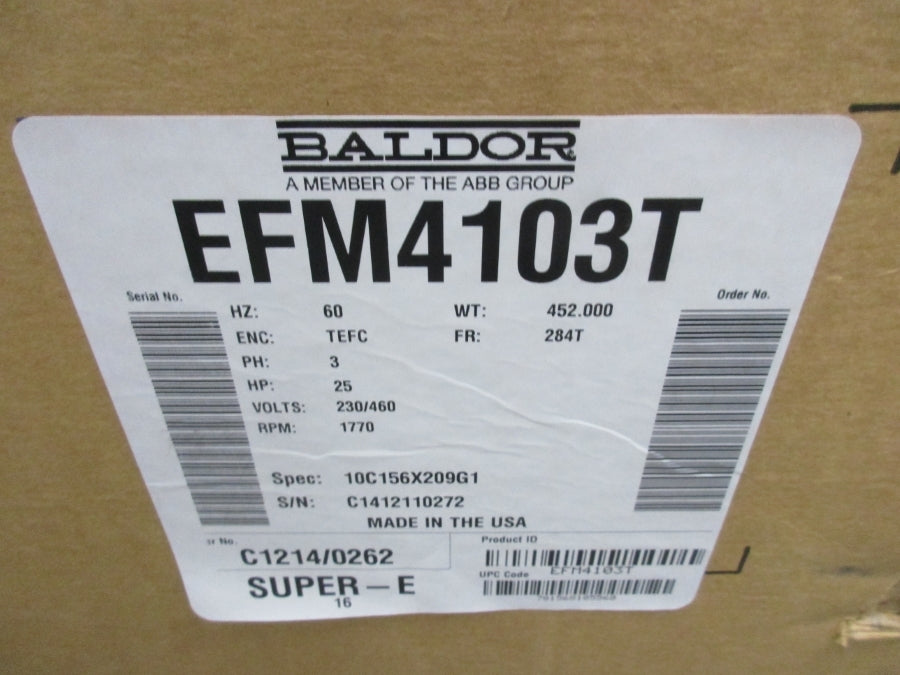 BALDOR
A MEMBER OF THE ABB GROUP
EFM4103T
Serial No.
Order No.
HZ: 60 WT: 452.000
ENC: TEFC FR: 284T
PH: 3
HP: 25
VOLTS: 230/460
RPM: 1770
Spec: 10C156X209G1
S/N: C1412110272
MADE IN THE USA
No.
Product ID
C1214/0262
EFM4103T
UPC Code
SUPER-E
16